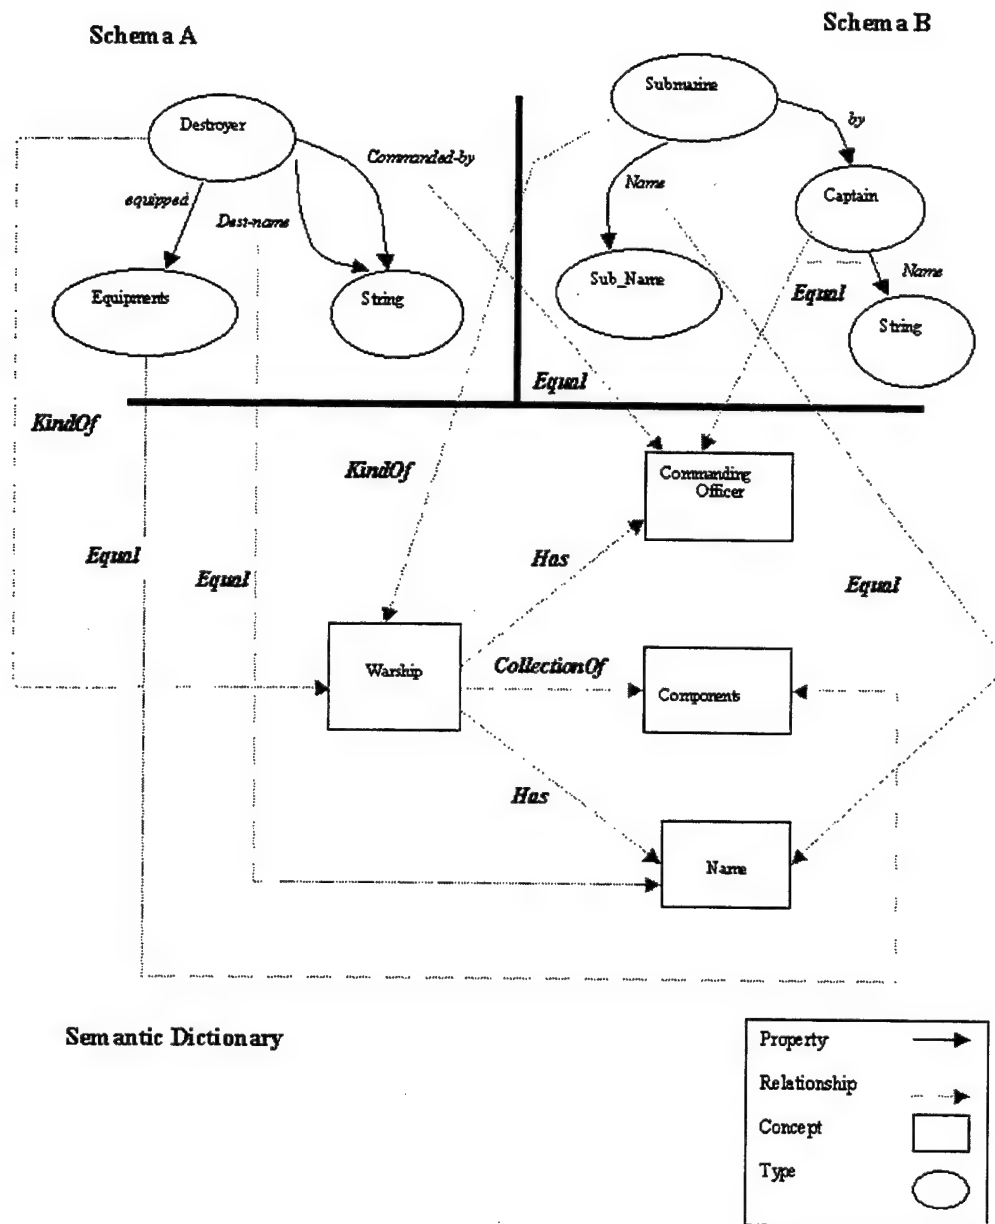 Schema A
Schema B
Submarine
Destroyer
by
Commanded-by
Name
equipped
Captain
Dest-name
Equipments
String
Sub_Name
Name
Equal
String
Equal
KindOf
KindOf
Commanding
Officer
Equal
Has
Equal
Equal
Warship
CollectionOf
Components
Has
Name
Semantic Dictionary
Property
Relationship
Concept
Type